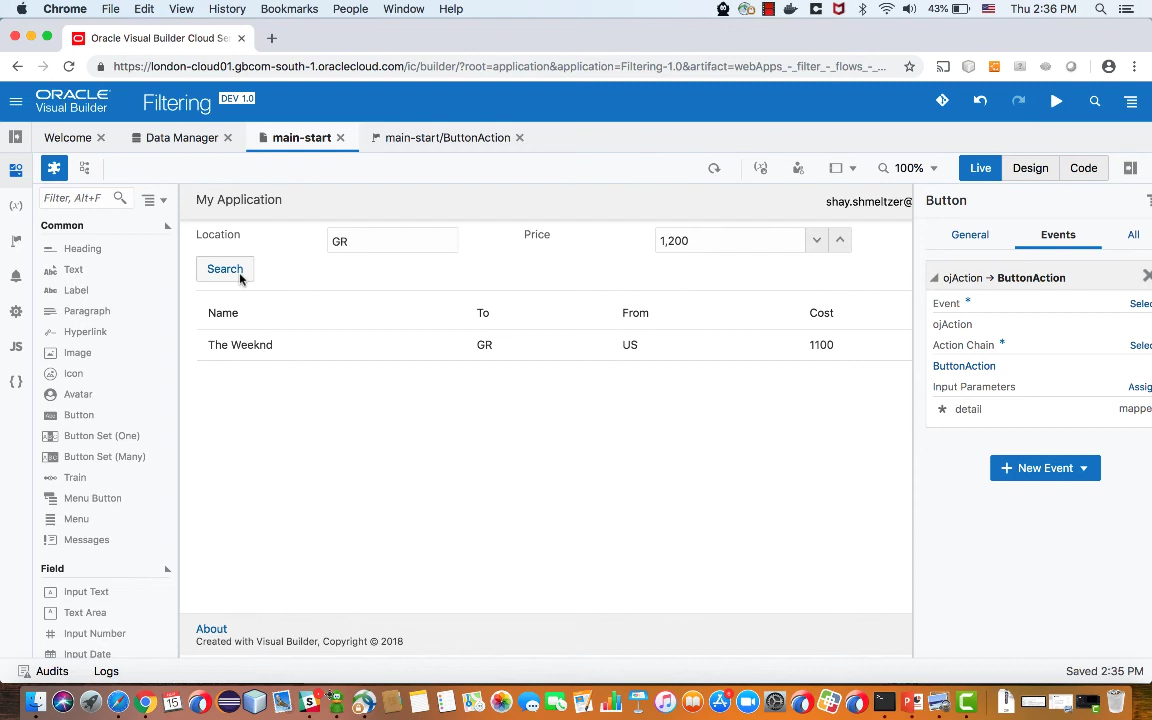 Chrome File Edit View History Bookmarks People Window Help
43% Thu 2:36 PM
Oracle Visual Builder Cloud Se
https://london-cloud01.gbcom-south-1.oraclecloud.com/ic/builder/?root=application&application=Filtering-1.0&artifact=webApps_-_filter_-_flows_-_...
ORACLE
Visual Builder
Filtering DEV 1.0
Welcome Data Manager main-start main-start/ButtonAction
100% Live Design Code
Filter, Alt+F
Common
Heading
Text
Label
Paragraph
Hyperlink
Image
Icon
Avatar
Button
Button Set (One)
Button Set (Many)
Train
Menu Button
Menu
Messages
Field
Input Text
Text Area
Input Number
Input Date
My Application shay.shmeltzer@
Location GR Price 1,200
Search
Name To From Cost
The Weeknd GR US 1100
About
Created with Visual Builder, Copyright © 2018
Button
General Events All
ojAction → ButtonAction
Event * Selec
ojAction
Action Chain * Selec
ButtonAction
Input Parameters Assig
* detail mappe
+ New Event
Audits Logs Saved 2:35 PM